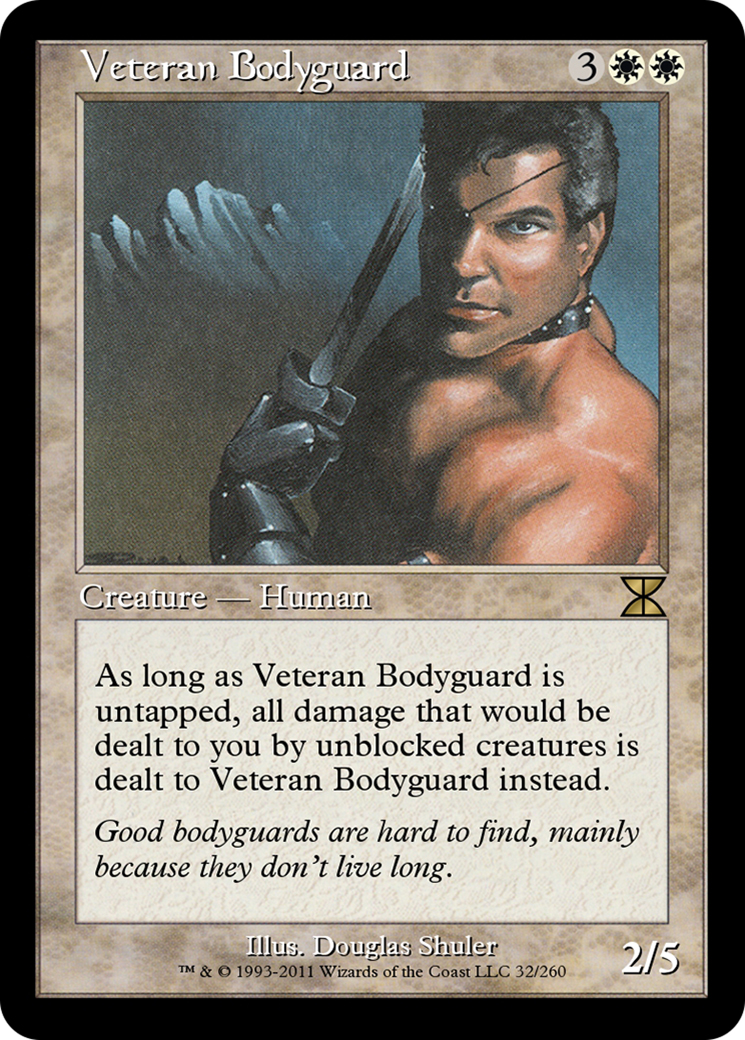 Veteran Bodyguard 3
Creature — Human
As long as Veteran Bodyguard is
untapped, all damage that would be
dealt to you by unblocked creatures is
dealt to Veteran Bodyguard instead.
Good bodyguards are hard to find, mainly
because they don't live long.
Illus. Douglas Shuler
™ & © 1993-2011 Wizards of the Coast LLC 32/260
2/5